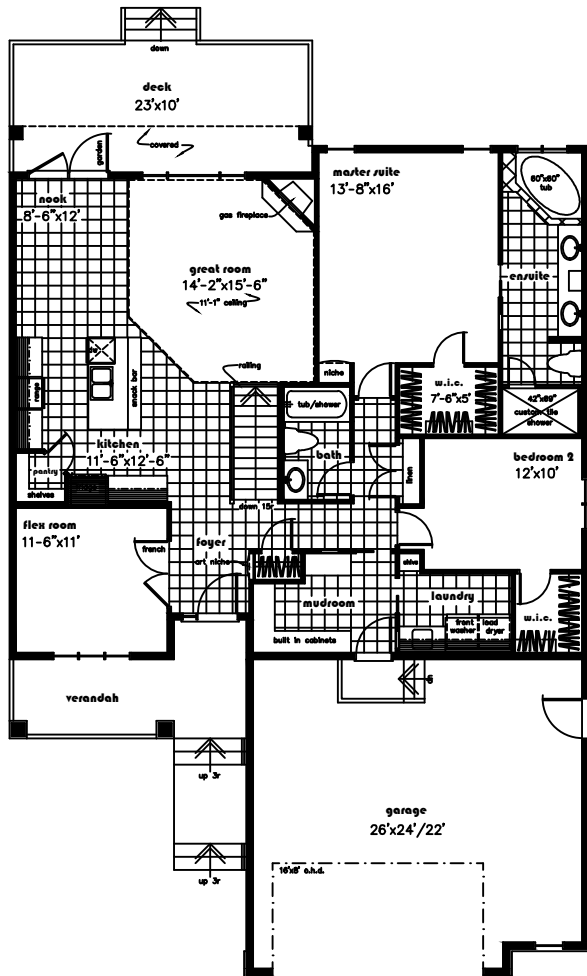 down
deck
23'x10'
covered
garden
nook
8'-6"x12'
gas fireplace
great room
14'-2"x15'-6"
11'-1" ceiling
railing
master suite
13'-8"x16'
60"x60"
tub
ensuite
niche
w.i.c.
7'-6"x5'
42"x69"
custom tile
shower
dw
range
snack bar
kitchen
11'-6"x12'-6"
pantry
shelves
tub/shower
bath
linen
bedroom 2
12'x10'
down 15r
flex room
11-6"x11'
french
foyer
art niche
mudroom
built in cabinets
laundry
front
washer
load
dryer
w.i.c.
verandah
up 3r
up 3r
garage
26'x24'/22'
16'x8' o.h.d.